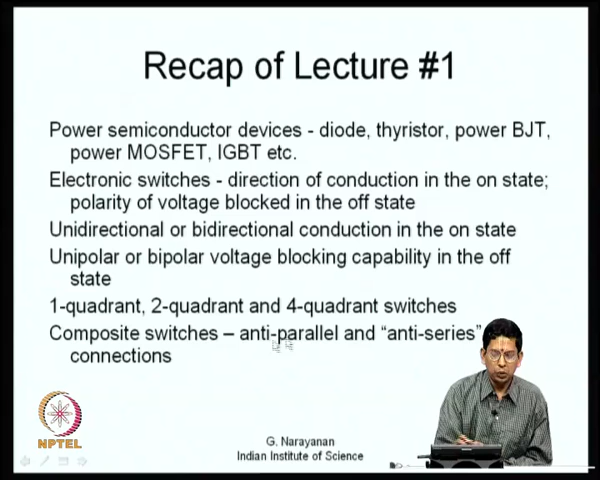 Recap of Lecture #1
Power semiconductor devices - diode, thyristor, power BJT,
power MOSFET, IGBT etc.
Electronic switches - direction of conduction in the on state;
polarity of voltage blocked in the off state
Unidirectional or bidirectional conduction in the on state
Unipolar or bipolar voltage blocking capability in the off
state
1-quadrant, 2-quadrant and 4-quadrant switches
Composite switches – anti-parallel and “anti-series”
connections
NPTEL
G. Narayanan
Indian Institute of Science